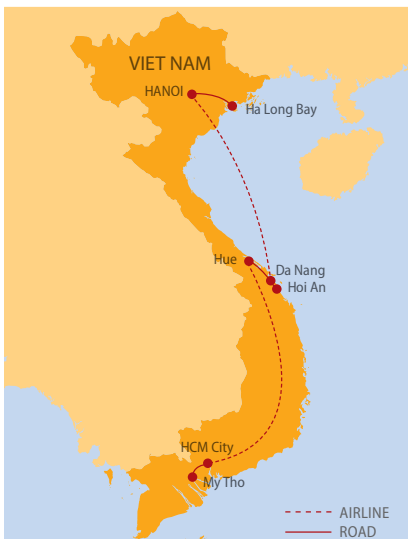 VIET NAM
HANOI
Ha Long Bay
Hue
Da Nang
Hoi An
HCM City
My Tho
AIRLINE
ROAD